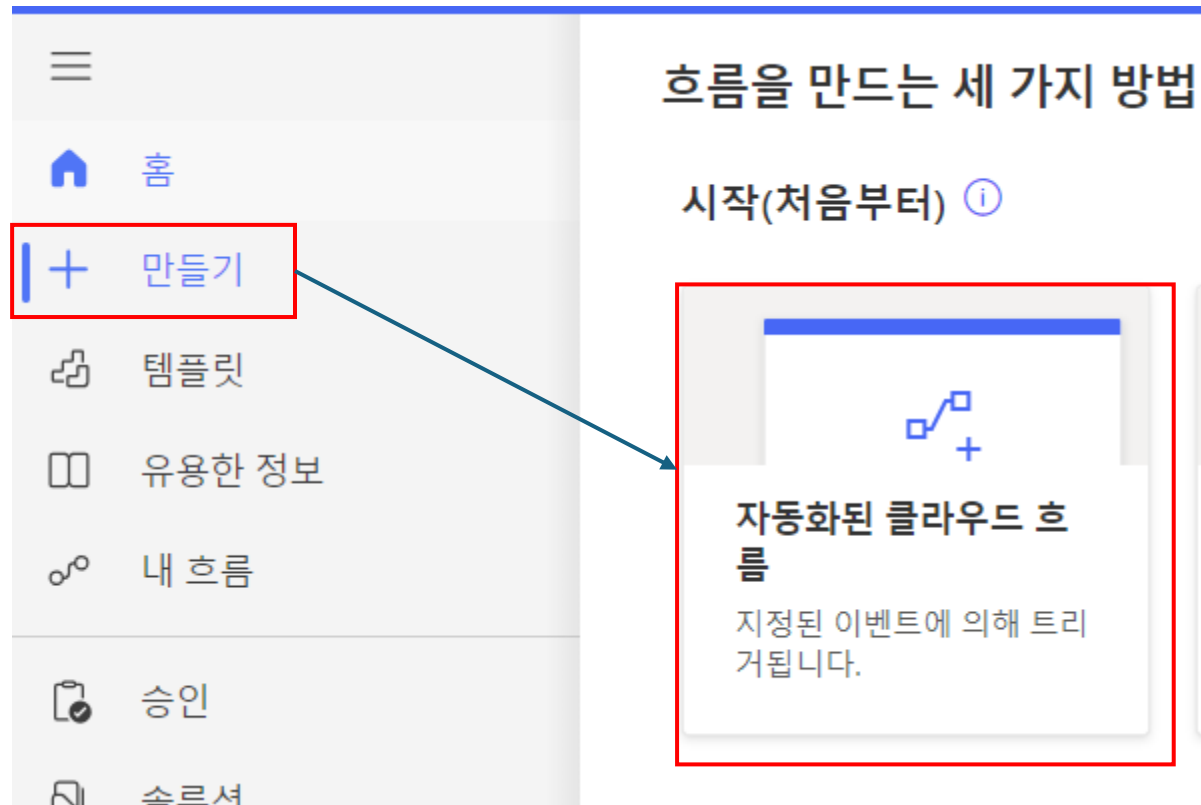 흐름을 만드는 세 가지 방법
홈
시작(처음부터)
만들기
템플릿
유용한 정보
내 흐름
승인
솔루션
자동화된 클라우드 흐
름
지정된 이벤트에 의해 트리
거됩니다.